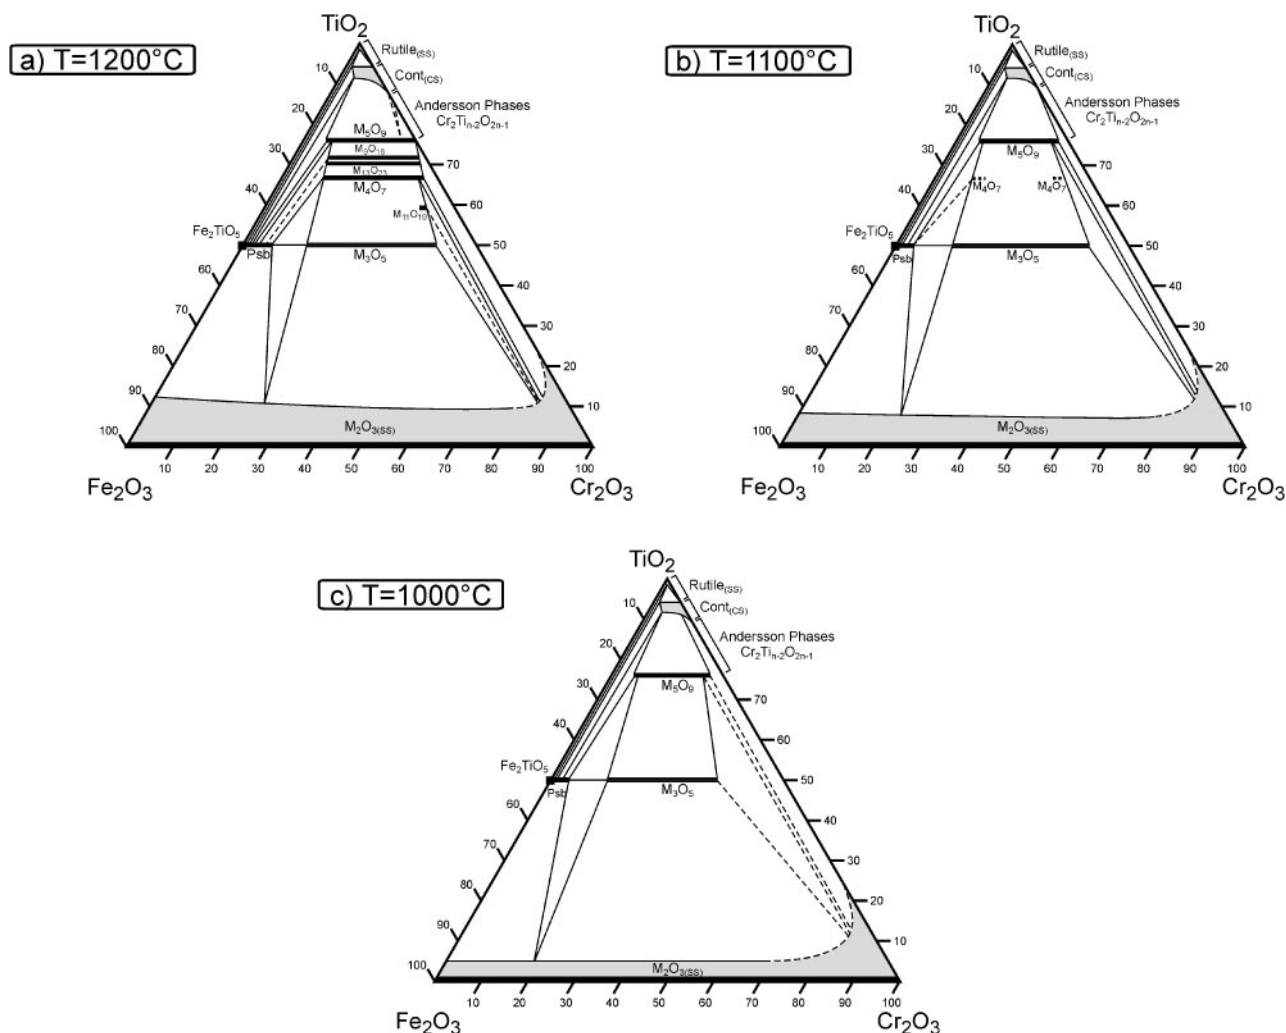 a) T=1200°C
TiO2
Rutile(SS)
Cont(CS)
Andersson Phases
Cr2Tin-2O2n-1
10
20
30
40
Fe2TiO5
60
70
80
90
100
M5O9
M9O16
M13O23
M4O7
M11O19
Psb
M3O5
M2O3(SS)
70
60
50
40
30
20
10
10 20 30 40 50 60 70 80 90 100
Fe2O3
Cr2O3
b) T=1100°C
TiO2
Rutile(SS)
Cont(CS)
Andersson Phases
Cr2Tin-2O2n-1
10
20
30
40
Fe2TiO5
60
70
80
90
100
M5O9
M4O7
M4O7
Psb
M3O5
M2O3(SS)
70
60
50
40
30
20
10
10 20 30 40 50 60 70 80 90 100
Fe2O3
Cr2O3
c) T=1000°C
TiO2
Rutile(SS)
Cont(CS)
Andersson Phases
Cr2Tin-2O2n-1
10
20
30
40
Fe2TiO5
60
70
80
90
100
M5O9
Psb
M3O5
M2O3(SS)
70
60
50
40
30
20
10
10 20 30 40 50 60 70 80 90 100
Fe2O3
Cr2O3